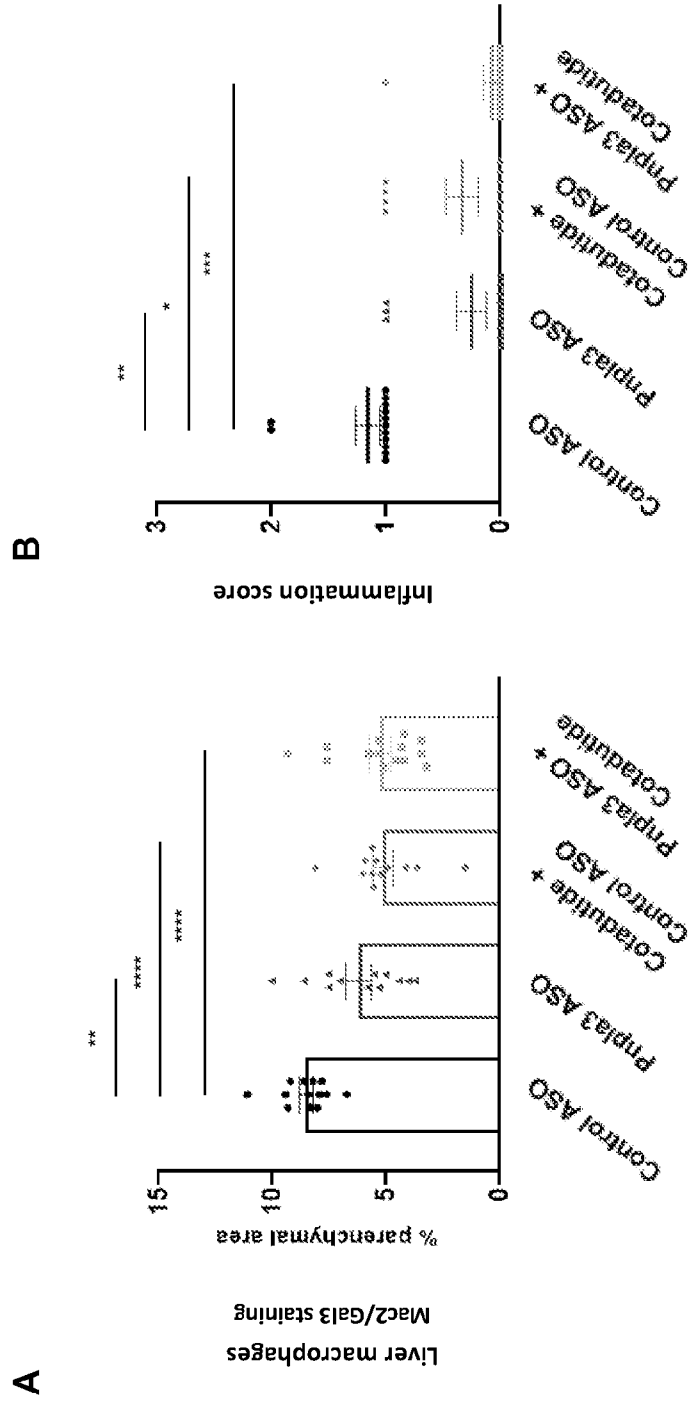 A
Liver macrophages
Mac2/Gal3 staining
% parenchymal area
15
10
5
0
**
****
****
Control ASO
Pnpla3 ASO
Cotadutide +
Control ASO
Pnpla3 ASO +
Cotadutide
B
Inflammation score
3
2
1
0
**
*
***
Control ASO
Pnpla3 ASO
Cotadutide +
Control ASO
Pnpla3 ASO +
Cotadutide